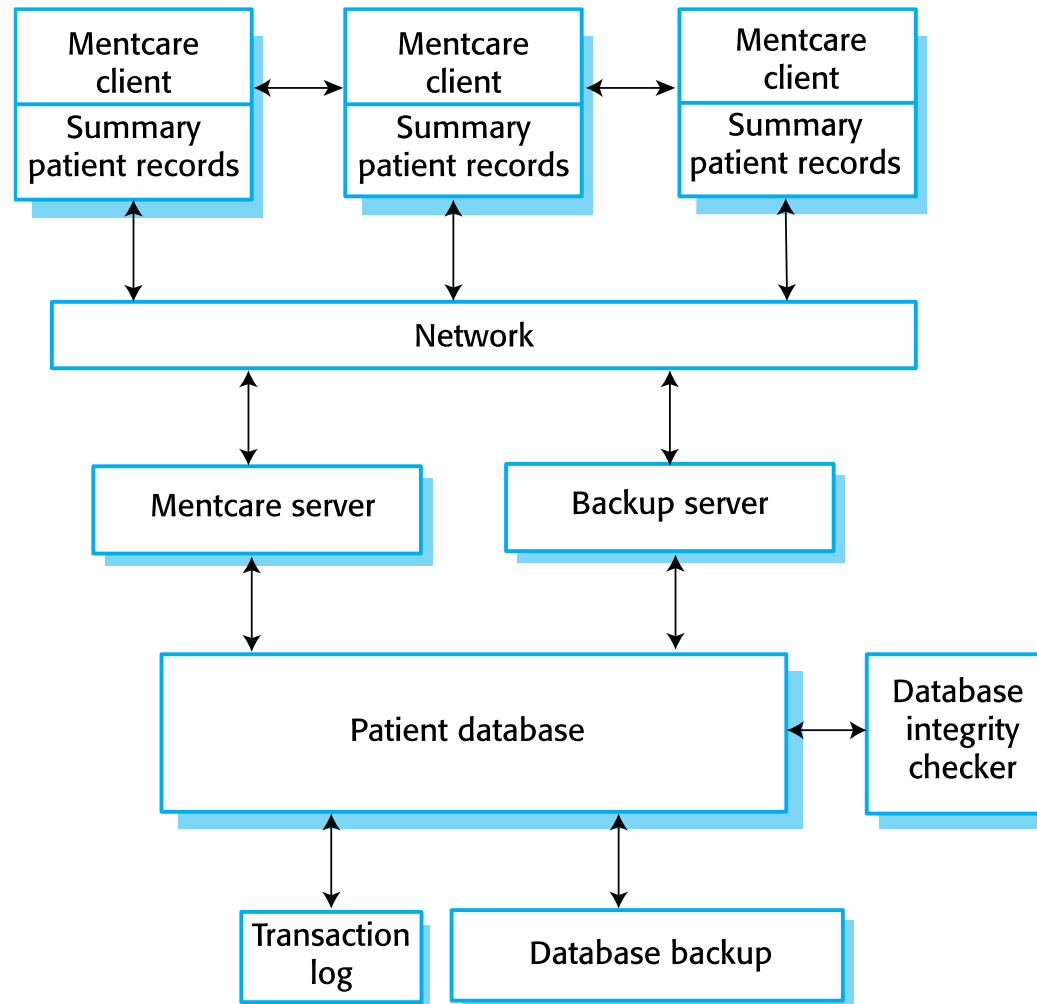 Mentcare
client
Summary
patient records
Mentcare
client
Summary
patient records
Mentcare
client
Summary
patient records
Network
Mentcare server
Backup server
Patient database
Database
integrity
checker
Transaction
log
Database backup